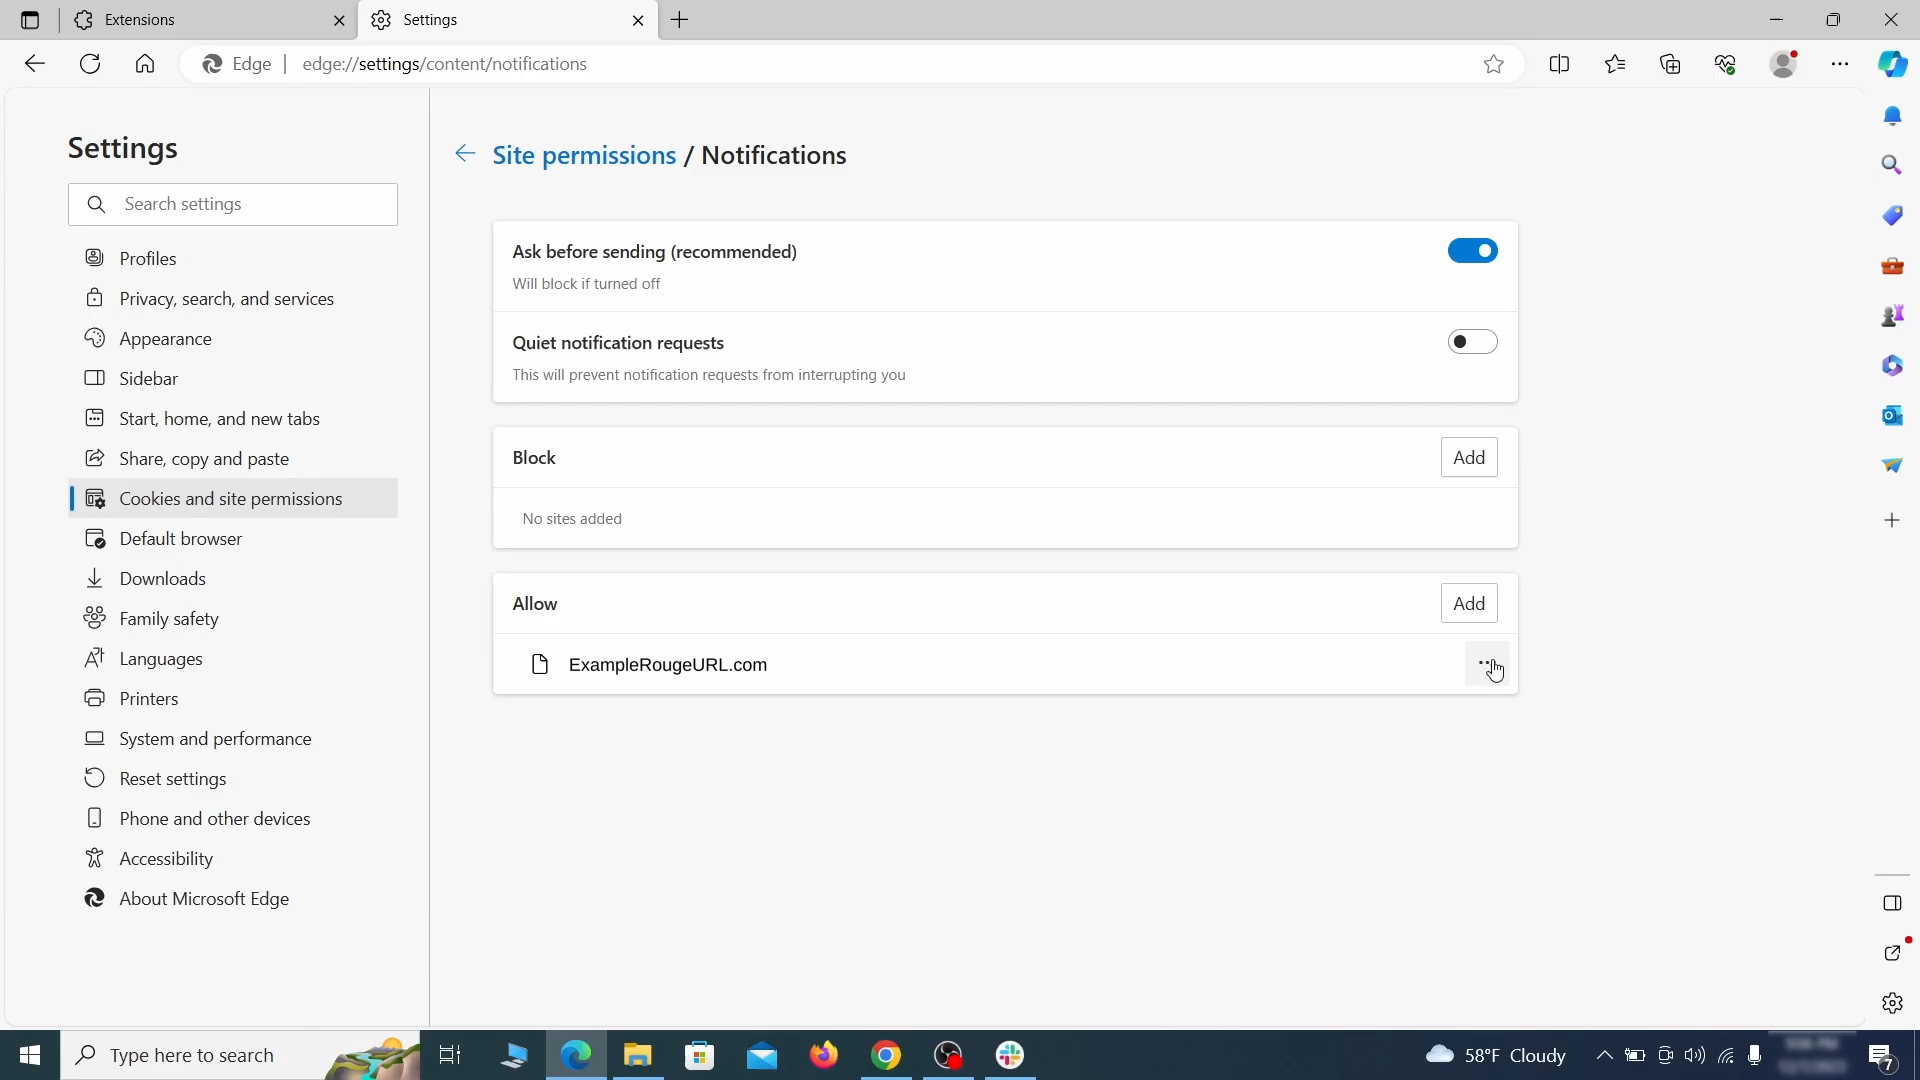 Extensions
Settings
Edge
edge://settings/content/notifications
Settings
Search settings
Profiles
Privacy, search, and services
Appearance
Sidebar
Start, home, and new tabs
Share, copy and paste
Cookies and site permissions
Default browser
Downloads
Family safety
Languages
Printers
System and performance
Reset settings
Phone and other devices
Accessibility
About Microsoft Edge
Site permissions / Notifications
Ask before sending (recommended)
Will block if turned off
Quiet notification requests
This will prevent notification requests from interrupting you
Block
Add
No sites added
Allow
Add
ExampleRougeURL.com
Type here to search
58°F Cloudy
7